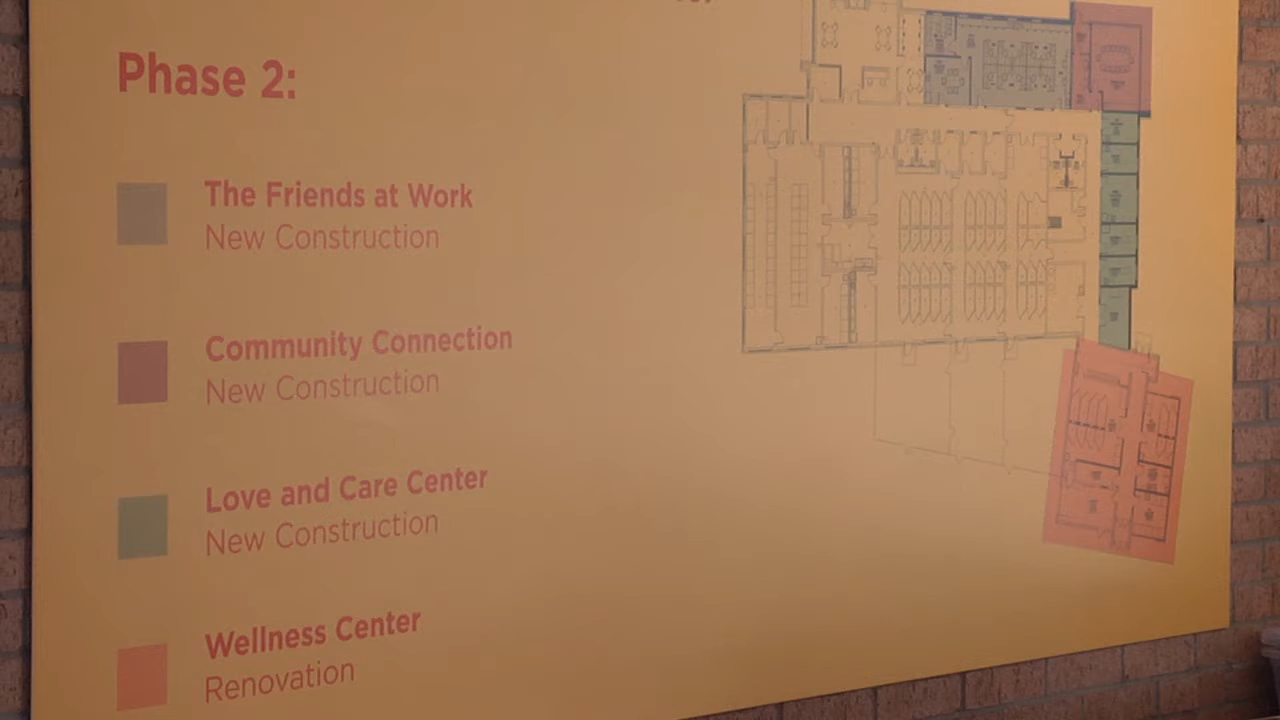 Phase 2:
The Friends at Work
New Construction
Community Connection
New Construction
Love and Care Center
New Construction
Wellness Center
Renovation